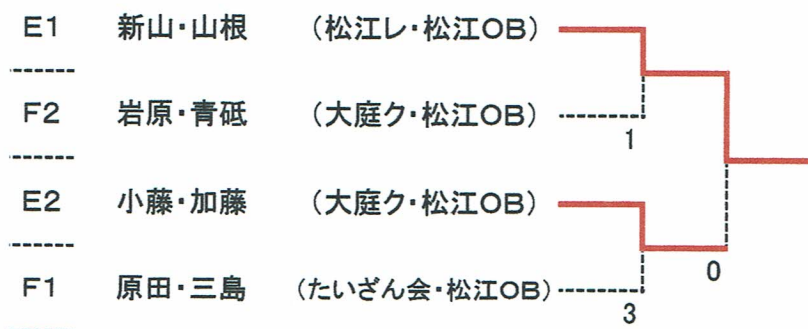 E1 新山・山根 （松江レ・松江OB）
F2 岩原・青砥 （大庭ク・松江OB）
1
E2 小藤・加藤 （大庭ク・松江OB）
0
F1 原田・三島 （たいざん会・松江OB）
3